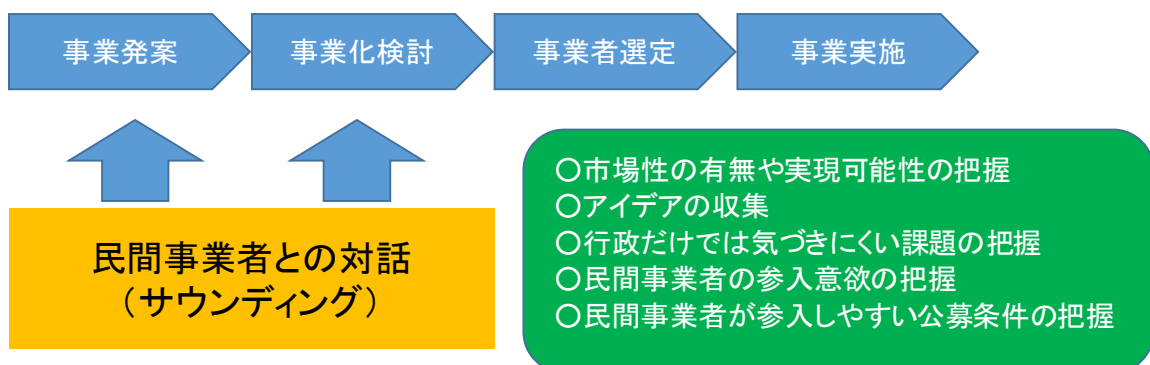 事業発案
事業化検討
事業者選定
事業実施
民間事業者との対話
（サウンディング）
○市場性の有無や実現可能性の把握
○アイデアの収集
○行政だけでは気づきにくい課題の把握
○民間事業者の参入意欲の把握
○民間事業者が参入しやすい公募条件の把握